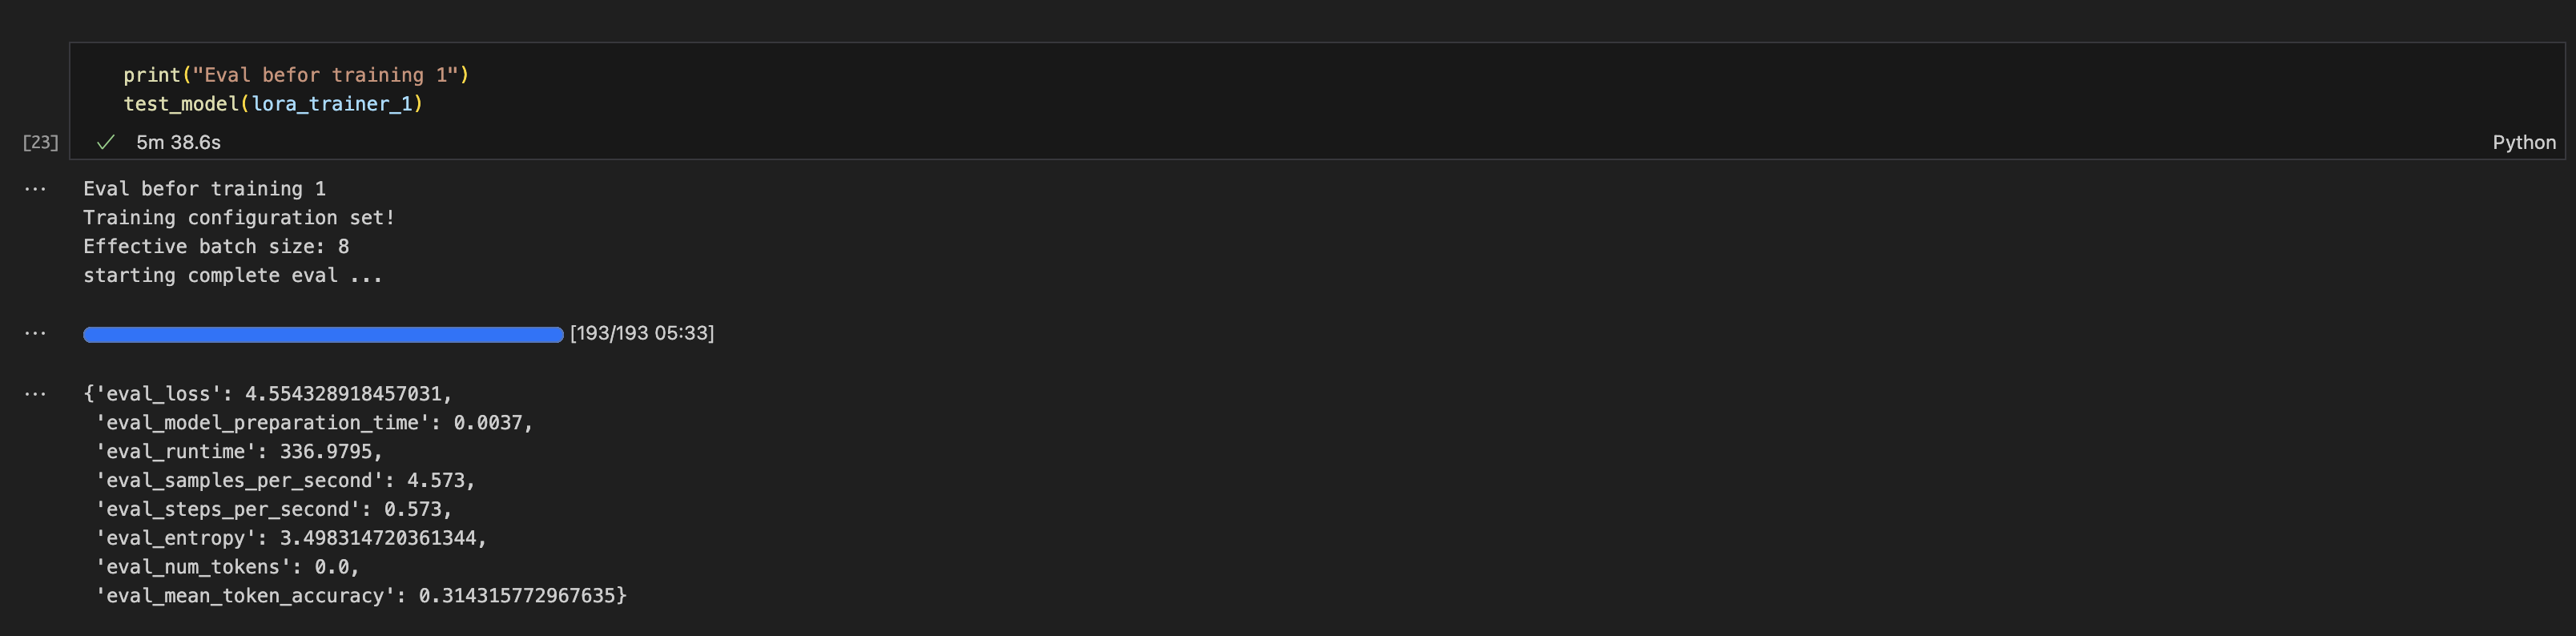 print("Eval befor training 1")
test_model(lora_trainer_1)
[23] ✓ 5m 38.6s Python
... Eval befor training 1
Training configuration set!
Effective batch size: 8
starting complete eval ...
... [193/193 05:33]
... {'eval_loss': 4.554328918457031,
'eval_model_preparation_time': 0.0037,
'eval_runtime': 336.9795,
'eval_samples_per_second': 4.573,
'eval_steps_per_second': 0.573,
'eval_entropy': 3.498314720361344,
'eval_num_tokens': 0.0,
'eval_mean_token_accuracy': 0.314315772967635}